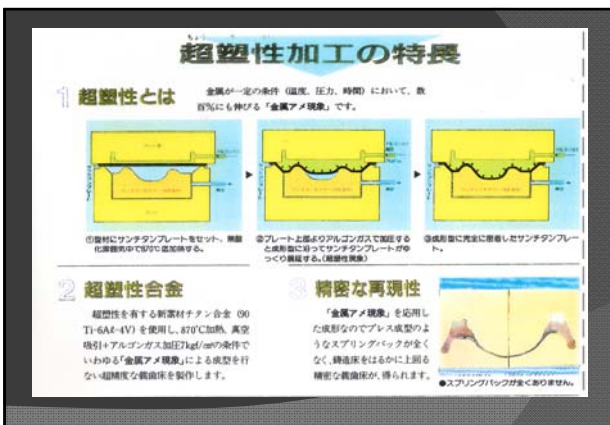 ちょう
超塑性加工の特長
1 超塑性とは
金属が一定の条件（温度、圧力、時間）において、数
百%にも伸びる「金属アメ現象」です。
①型材にサンチタンプレートをセット、無酸
化雰囲気中で870℃迄加熱する。
②プレート上部よりアルゴンガスで加圧する
と成形型に沿ってサンチタンプレートがゆ
っくり展延する。(超塑性現象)
③成形型に完全に密着したサンチタンプレー
ト。
2 超塑性合金
超塑性を有する新素材チタン合金（90
Ti-6Aℓ-4V）を使用し、870℃加熱、真空
吸引+アルゴンガス加圧7kgf/㎠の条件で
いわゆる「金属アメ現象」による成型を行
ない超精度な義歯床を製作します。
3 精密な再現性
「金属アメ現象」を応用し
た成形なのでプレス成型のよ
うなスプリングバックが全く
なく、鋳造床をはるかに上回る
精密な義歯床が、得られます。
●スプリングバックが全くありません。